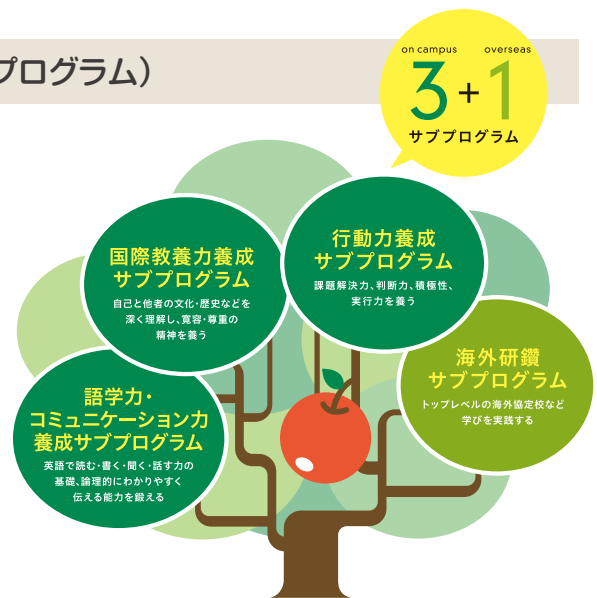 プログラム）
on campus overseas
3+1
サブプログラム
行動力養成
サブプログラム
課題解決力、判断力、積極性、
実行力を養う
国際教養力養成
サブプログラム
自己と他者の文化・歴史などを
深く理解し、寛容・尊重の
精神を養う
海外研鑽
サブプログラム
トップレベルの海外協定校など
学びを実践する
語学力・
コミュニケーション力
養成サブプログラム
英語で読む・書く・聞く・話す力の
基礎、論理的にわかりやすく
伝える能力を鍛える